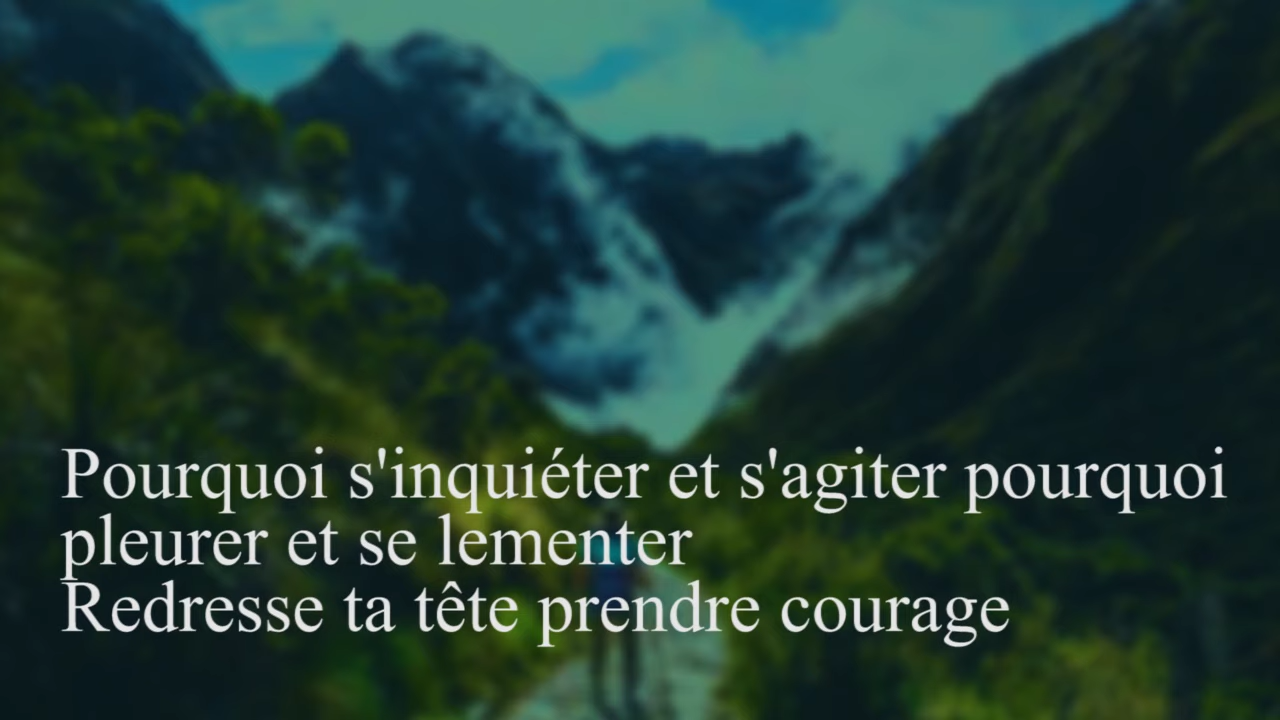 Pourquoi s'inquiéter et s'agiter pourquoi
pleurer et se lementer
Redresse ta tête prendre courage